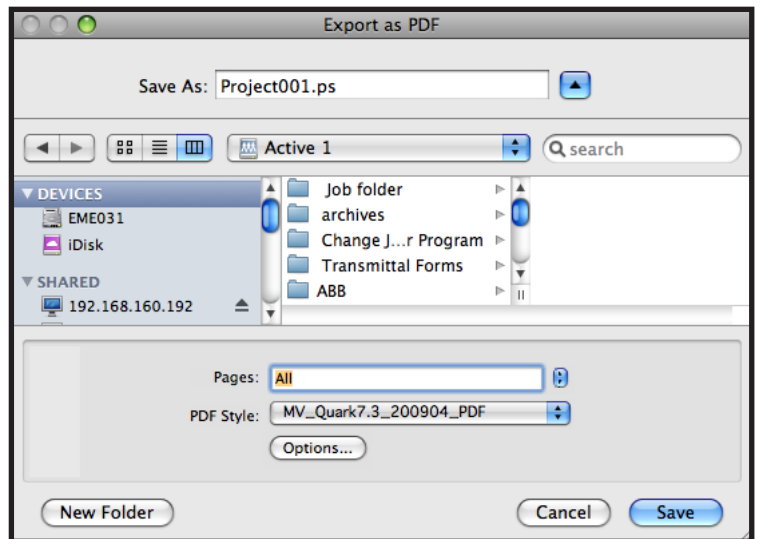 Export as PDF
Save As: Project001.ps
Active 1
search
DEVICES
EME031
iDisk
SHARED
192.168.160.192
Job folder
archives
Change J...r Program
Transmittal Forms
ABB
Pages: All
PDF Style: MV_Quark7.3_200904_PDF
Options...
New Folder Cancel Save